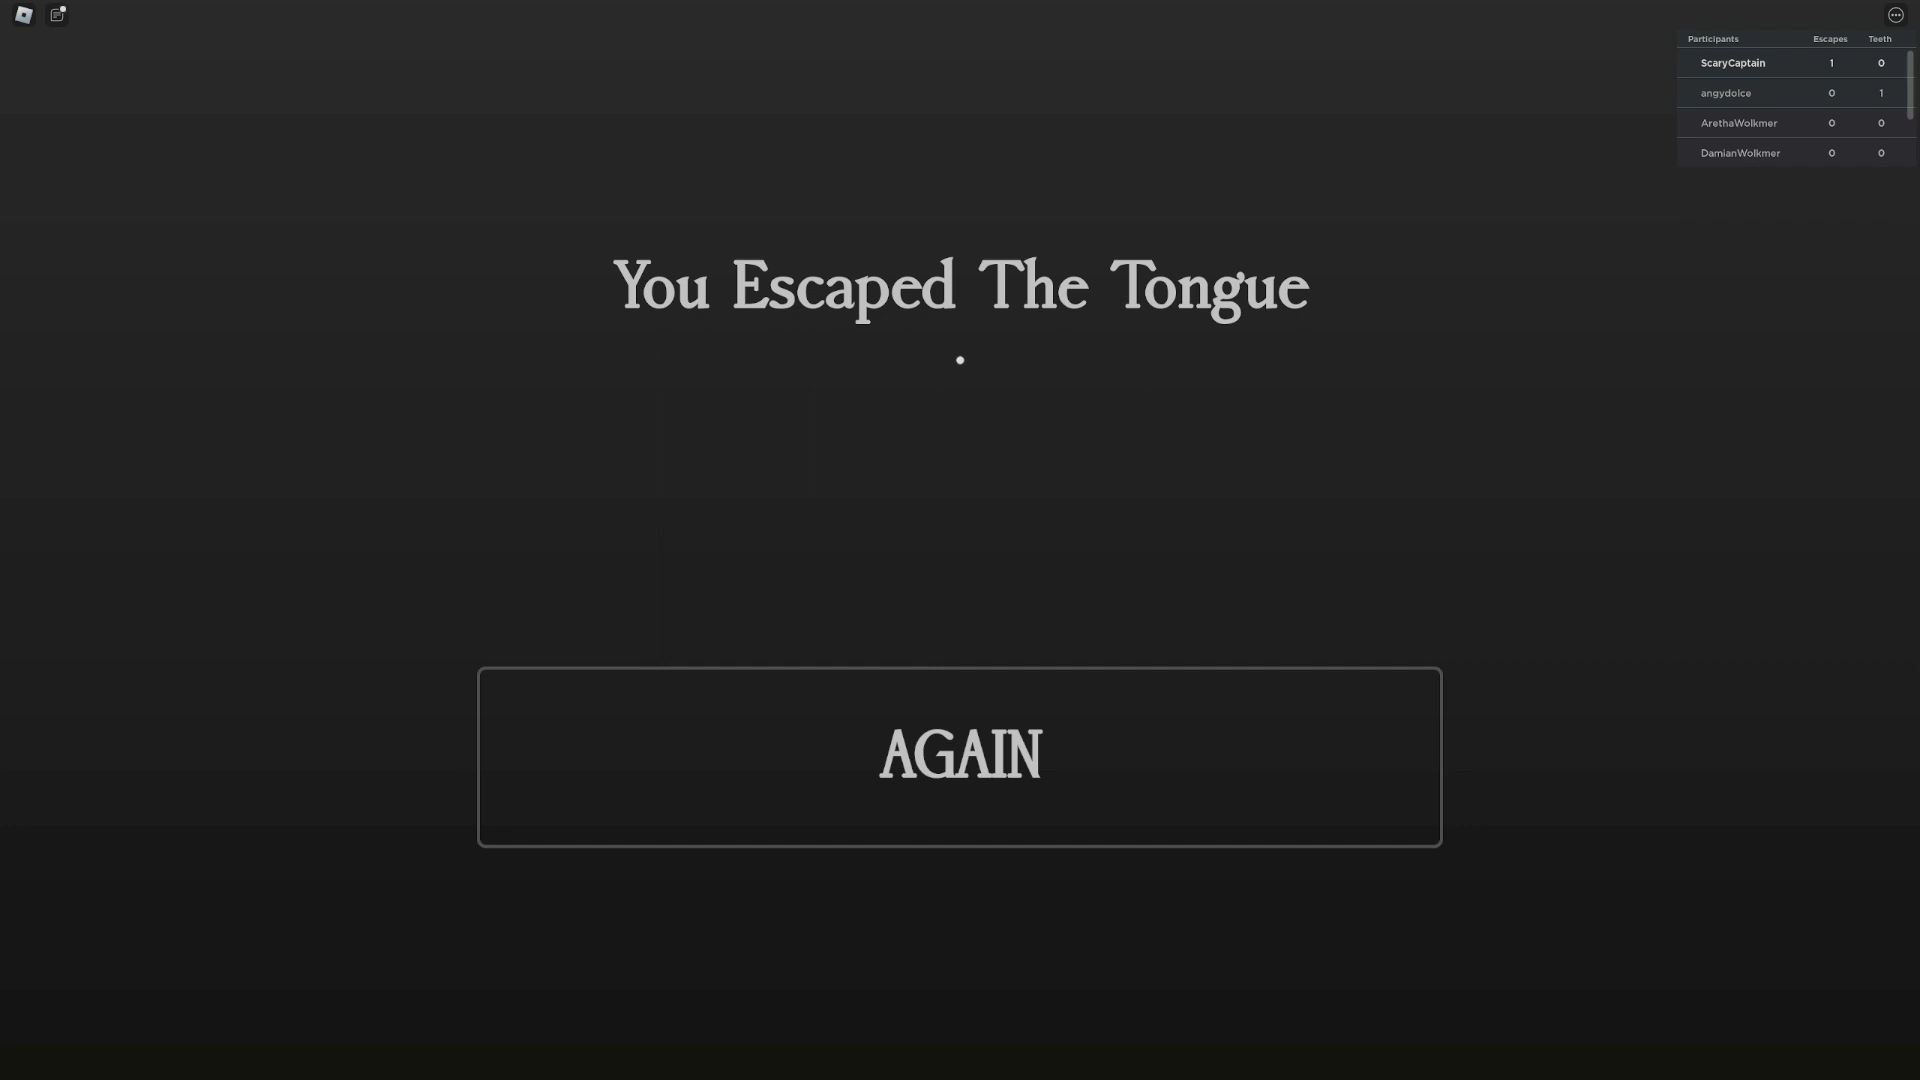 Participants Escapes Teeth
ScaryCaptain 1 0
angydolce 0 1
ArethaWolkmer 0 0
DamianWolkmer 0 0
You Escaped The Tongue
AGAIN